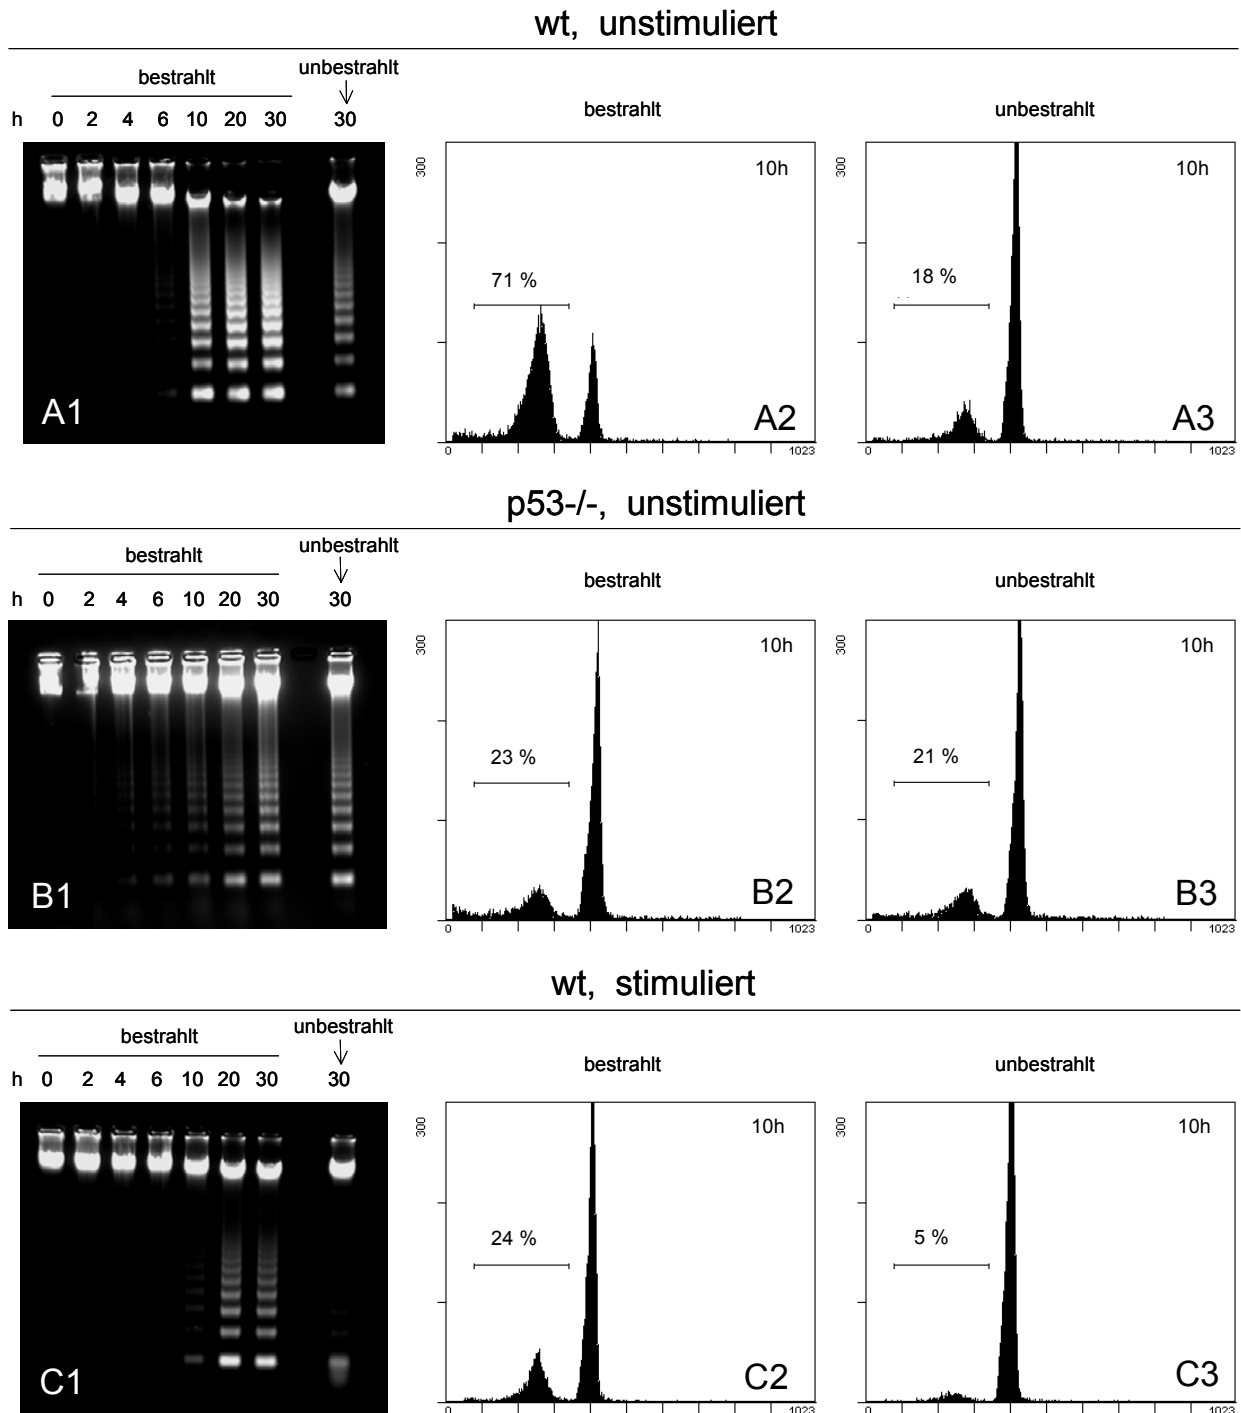 wt, unstimuliert
bestrahlt
unbestrahlt
h 0 2 4 6 10 20 30 30
A1
bestrahlt
300
10h
71 %
A2
0 1023
unbestrahlt
300
10h
18 %
A3
0 1023
p53-/-, unstimuliert
bestrahlt
unbestrahlt
h 0 2 4 6 10 20 30 30
B1
bestrahlt
300
10h
23 %
B2
0 1023
unbestrahlt
300
10h
21 %
B3
0 1023
wt, stimuliert
bestrahlt
unbestrahlt
h 0 2 4 6 10 20 30 30
C1
bestrahlt
300
10h
24 %
C2
0 1023
unbestrahlt
300
10h
5 %
C3
0 1023